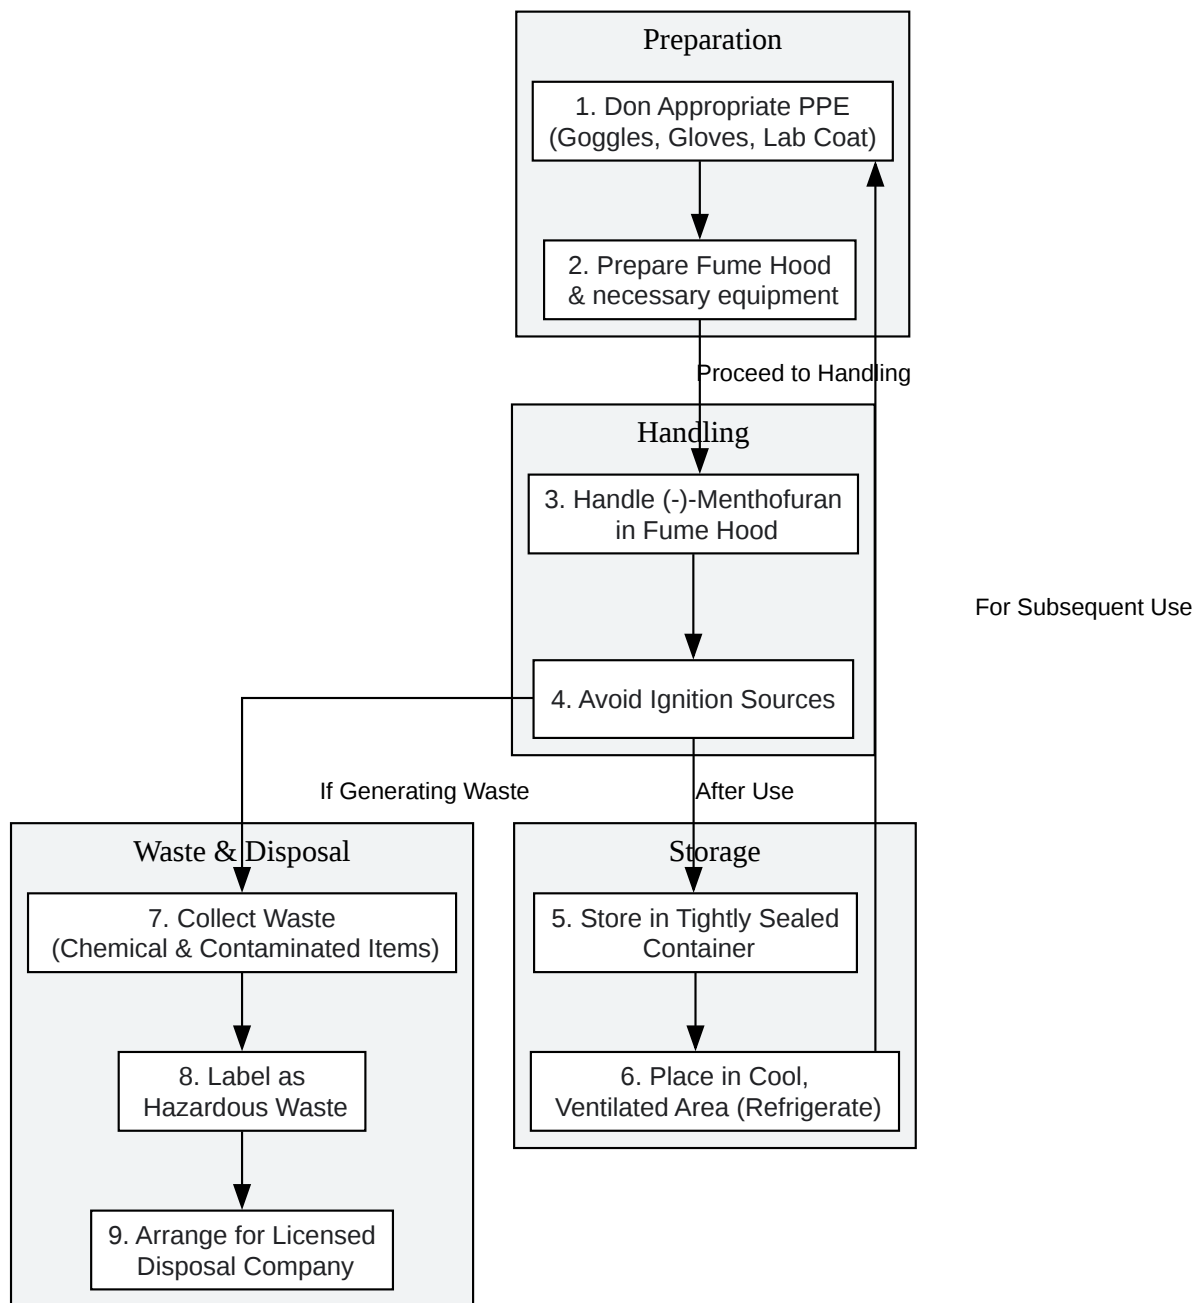 Preparation
1. Don Appropriate PPE
(Goggles, Gloves, Lab Coat)
2. Prepare Fume Hood
& necessary equipment
Proceed to Handling
Handling
3. Handle (-)-Menthofuran
in Fume Hood
For Subsequent Use
4. Avoid Ignition Sources
If Generating Waste
After Use
Waste & Disposal
7. Collect Waste
(Chemical & Contaminated Items)
8. Label as
Hazardous Waste
9. Arrange for Licensed
Disposal Company
Storage
5. Store in Tightly Sealed
Container
6. Place in Cool,
Ventilated Area (Refrigerate)